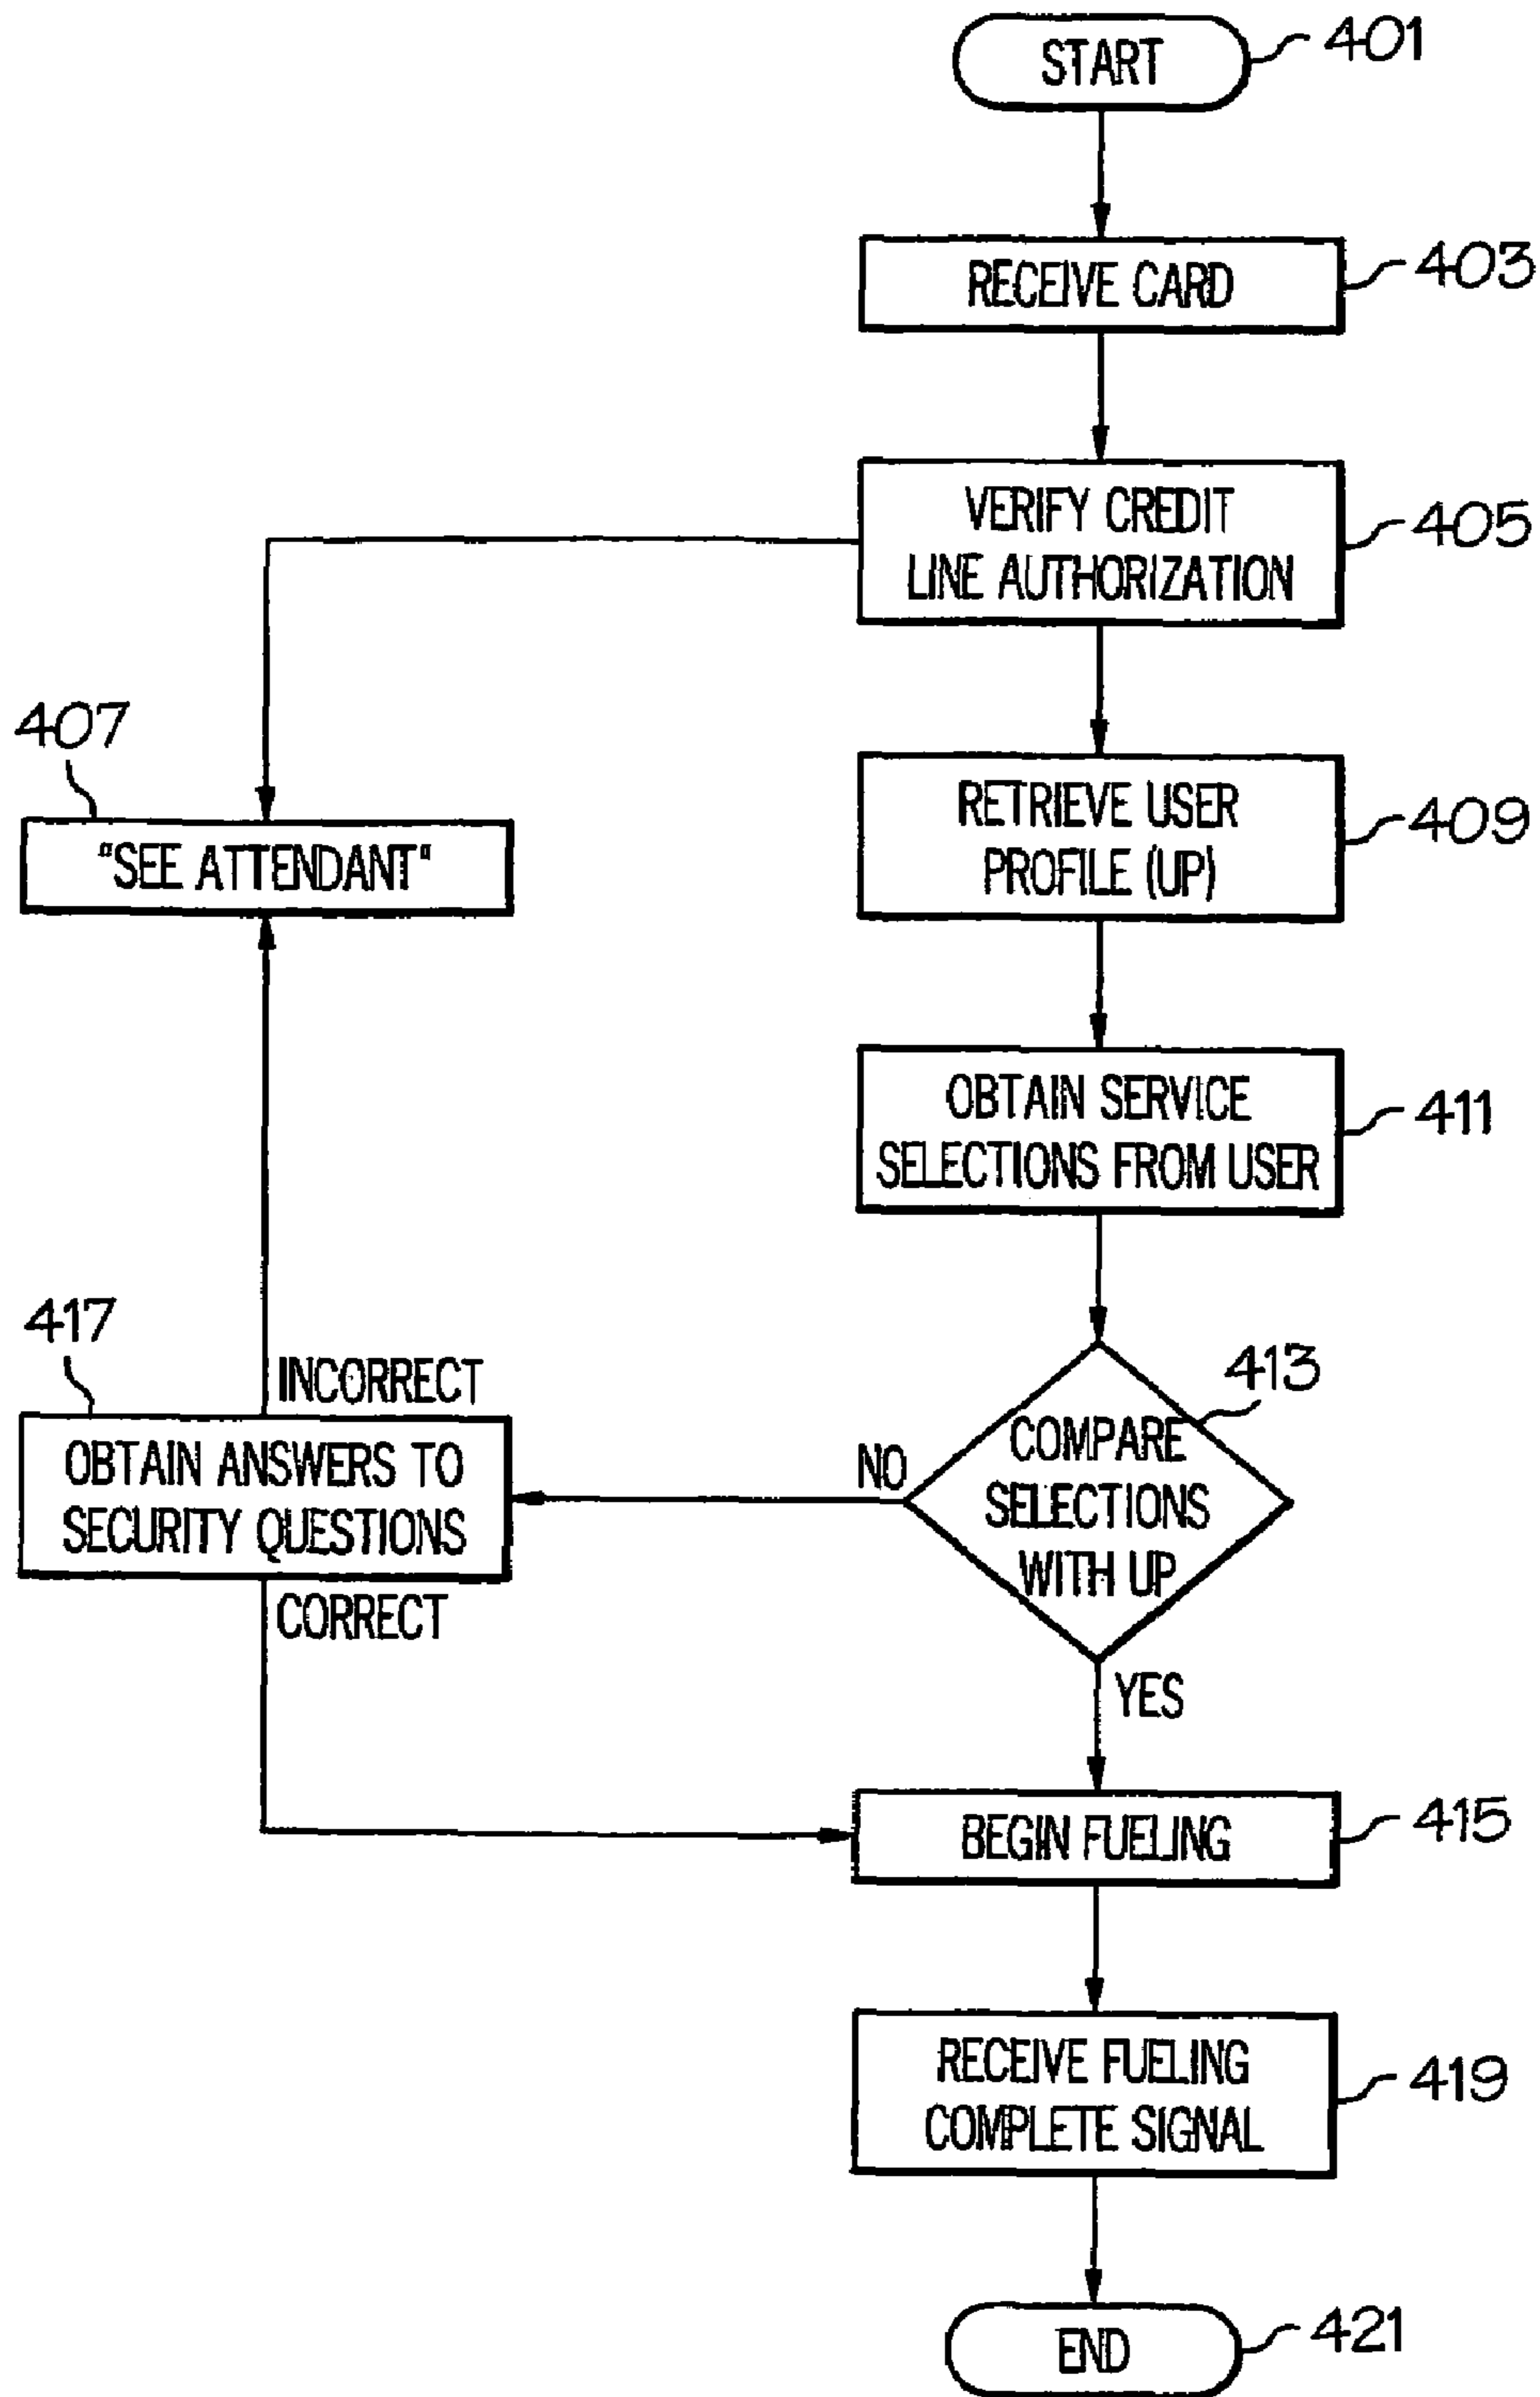 START
401
RECEIVE CARD
403
VERIFY CREDIT
LINE AUTHORIZATION
405
407
"SEE ATTENDANT"
RETRIEVE USER
PROFILE (UP)
409
OBTAIN SERVICE
SELECTIONS FROM USER
411
417
INCORRECT
OBTAIN ANSWERS TO
SECURITY QUESTIONS
CORRECT
NO
413
COMPARE
SELECTIONS
WITH UP
YES
BEGIN FUELING
415
RECEIVE FUELING
COMPLETE SIGNAL
419
END
421